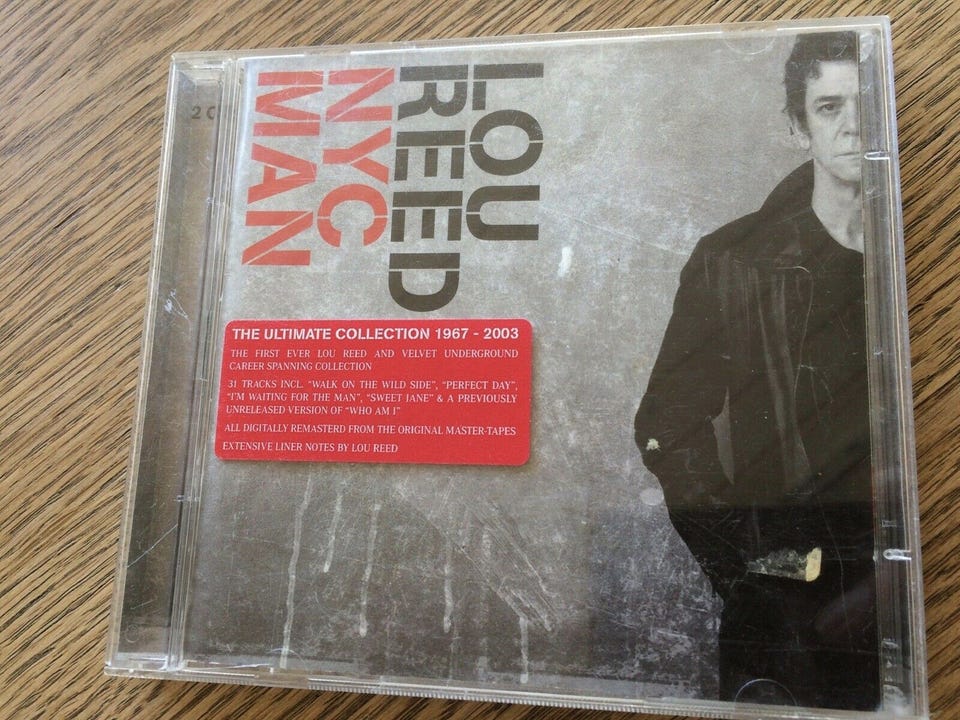 LOU
REED
NYC
MAN
THE ULTIMATE COLLECTION 1967 - 2003
THE FIRST EVER LOU REED AND VELVET UNDERGROUND
CAREER SPANNING COLLECTION
31 TRACKS INCL. "WALK ON THE WILD SIDE", "PERFECT DAY",
"I'M WAITING FOR THE MAN", "SWEET JANE" & A PREVIOUSLY
UNRELEASED VERSION OF "WHO AM I"
ALL DIGITALLY REMASTERD FROM THE ORIGINAL MASTER-TAPES
EXTENSIVE LINER NOTES BY LOU REED